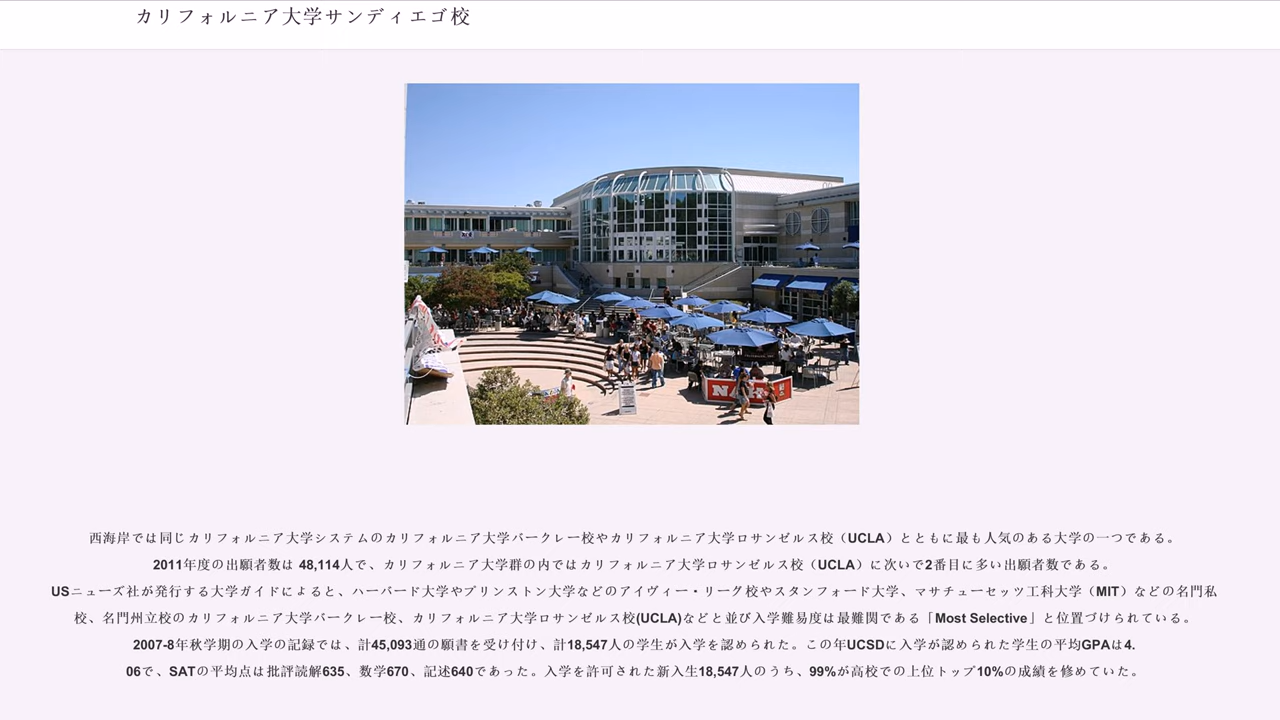 カリフォルニア大学サンディエゴ校
西海岸では同じカリフォルニア大学システムのカリフォルニア大学バークレー校やカリフォルニア大学ロサンゼルス校（UCLA）とともに最も人気のある大学の一つである。
2011年度の出願者数は 48,114人で、カリフォルニア大学群の内ではカリフォルニア大学ロサンゼルス校（UCLA）に次いで2番目に多い出願者数である。
USニューズ社が発行する大学ガイドによると、ハーバード大学やプリンストン大学などのアイヴィー・リーグ校やスタンフォード大学、マサチューセッツ工科大学（MIT）などの名門私
校、名門州立校のカリフォルニア大学バークレー校、カリフォルニア大学ロサンゼルス校(UCLA)などと並び入学難易度は最難関である「Most Selective」と位置づけられている。
2007-8年秋学期の入学の記録では、計45,093通の願書を受け付け、計18,547人の学生が入学を認められた。この年UCSDに入学が認められた学生の平均GPAは4.
06で、SATの平均点は批評読解635、数学670、記述640であった。入学を許可された新入生18,547人のうち、99%が高校での上位トップ10%の成績を修めていた。